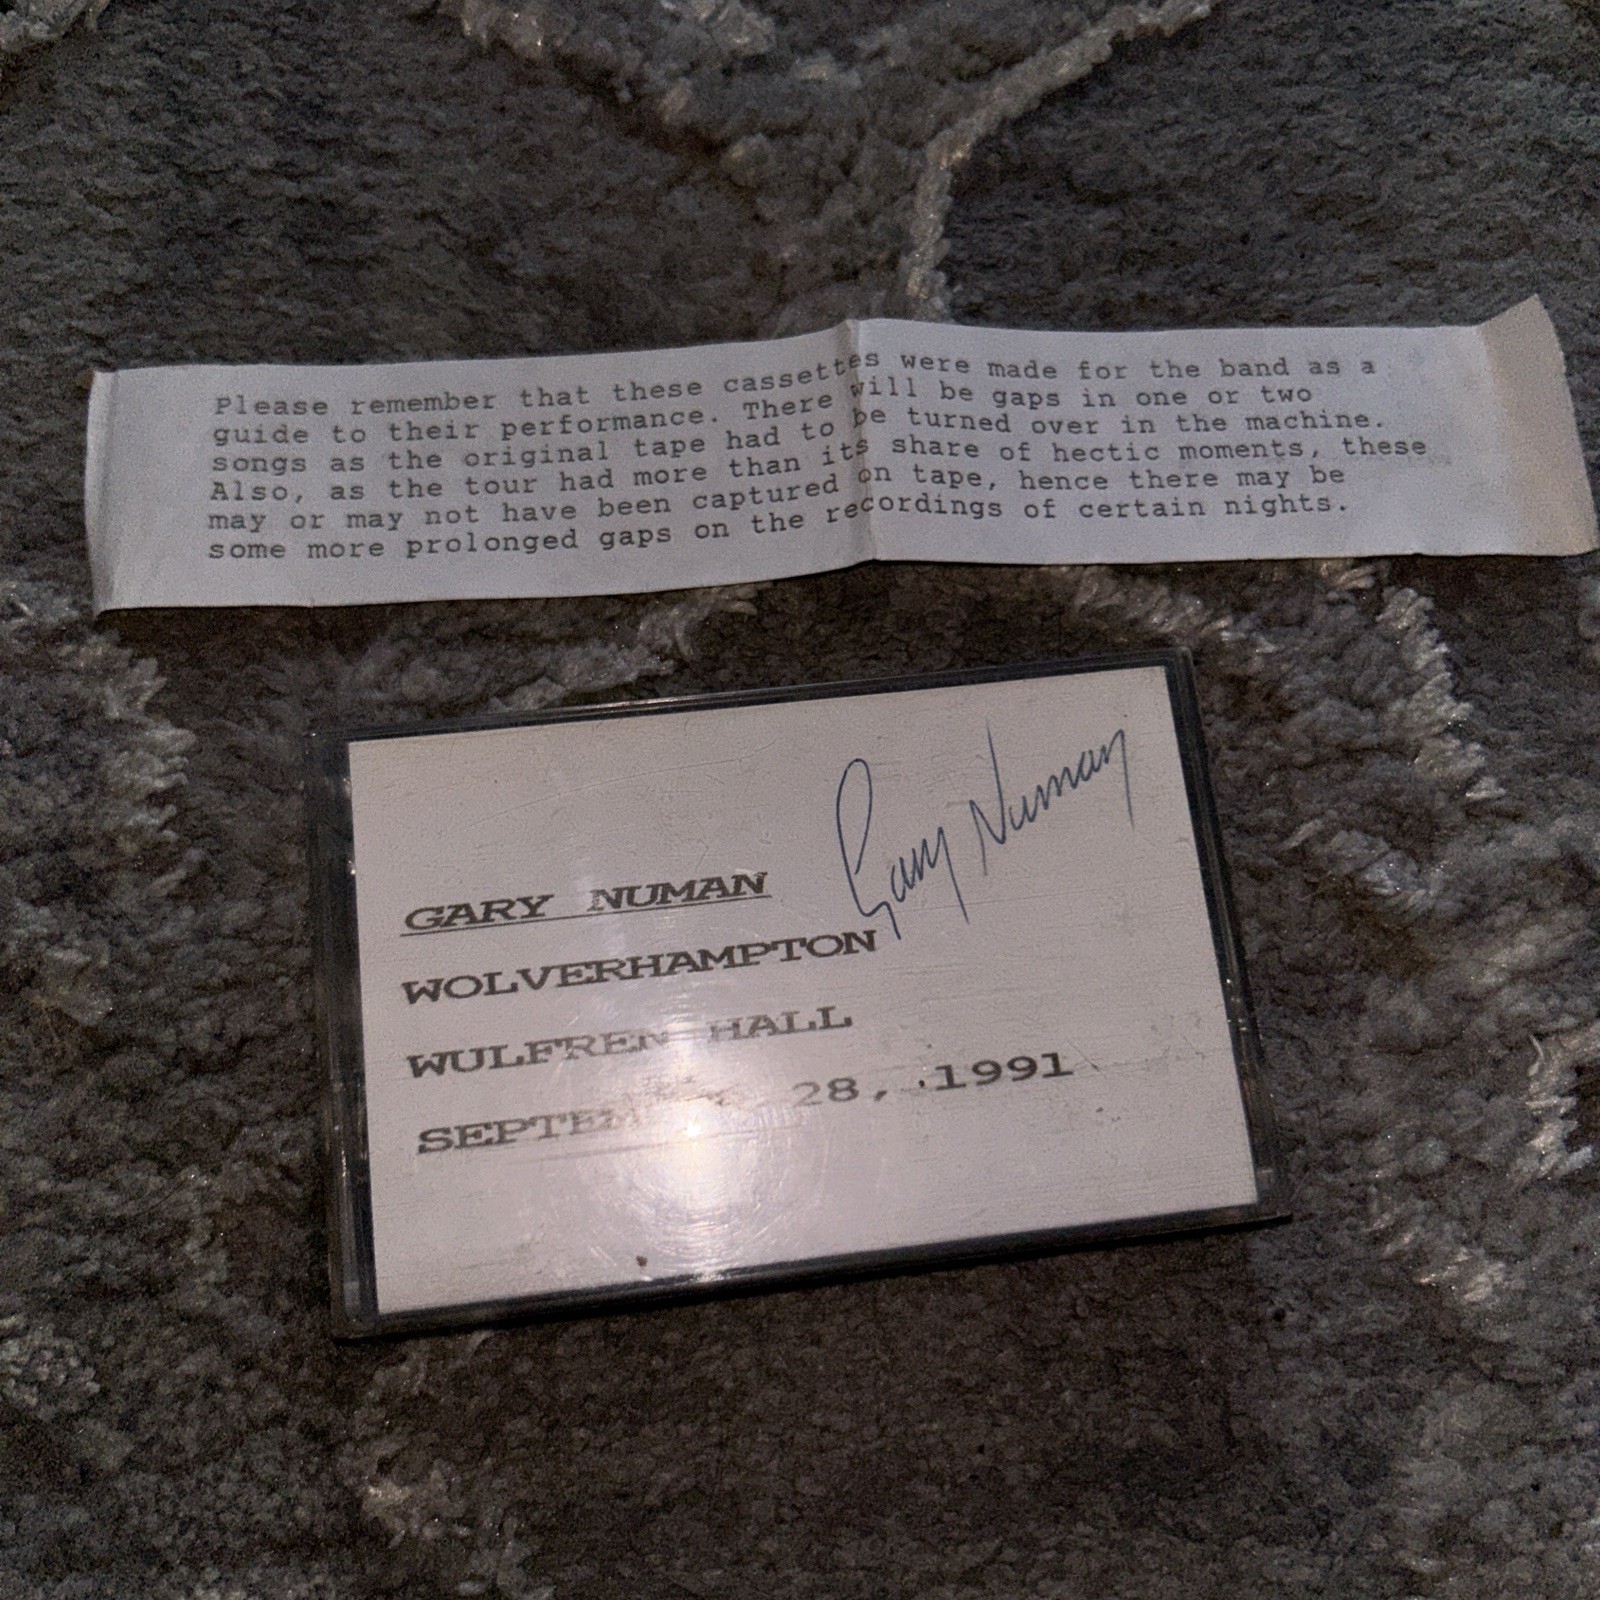 Please remember that these cassettes were made for the band as a
guide to their performance. There will be gaps in one or two
songs as the original tape had to be turned over in the machine.
Also, as the tour had more than its share of hectic moments, these
may or may not have been captured on tape, hence there may be
some more prolonged gaps on the recordings of certain nights.
Gary Numan
GARY NUMAN
WOLVERHAMPTON
WULFREN HALL
SEPTEMBER 28, 1991